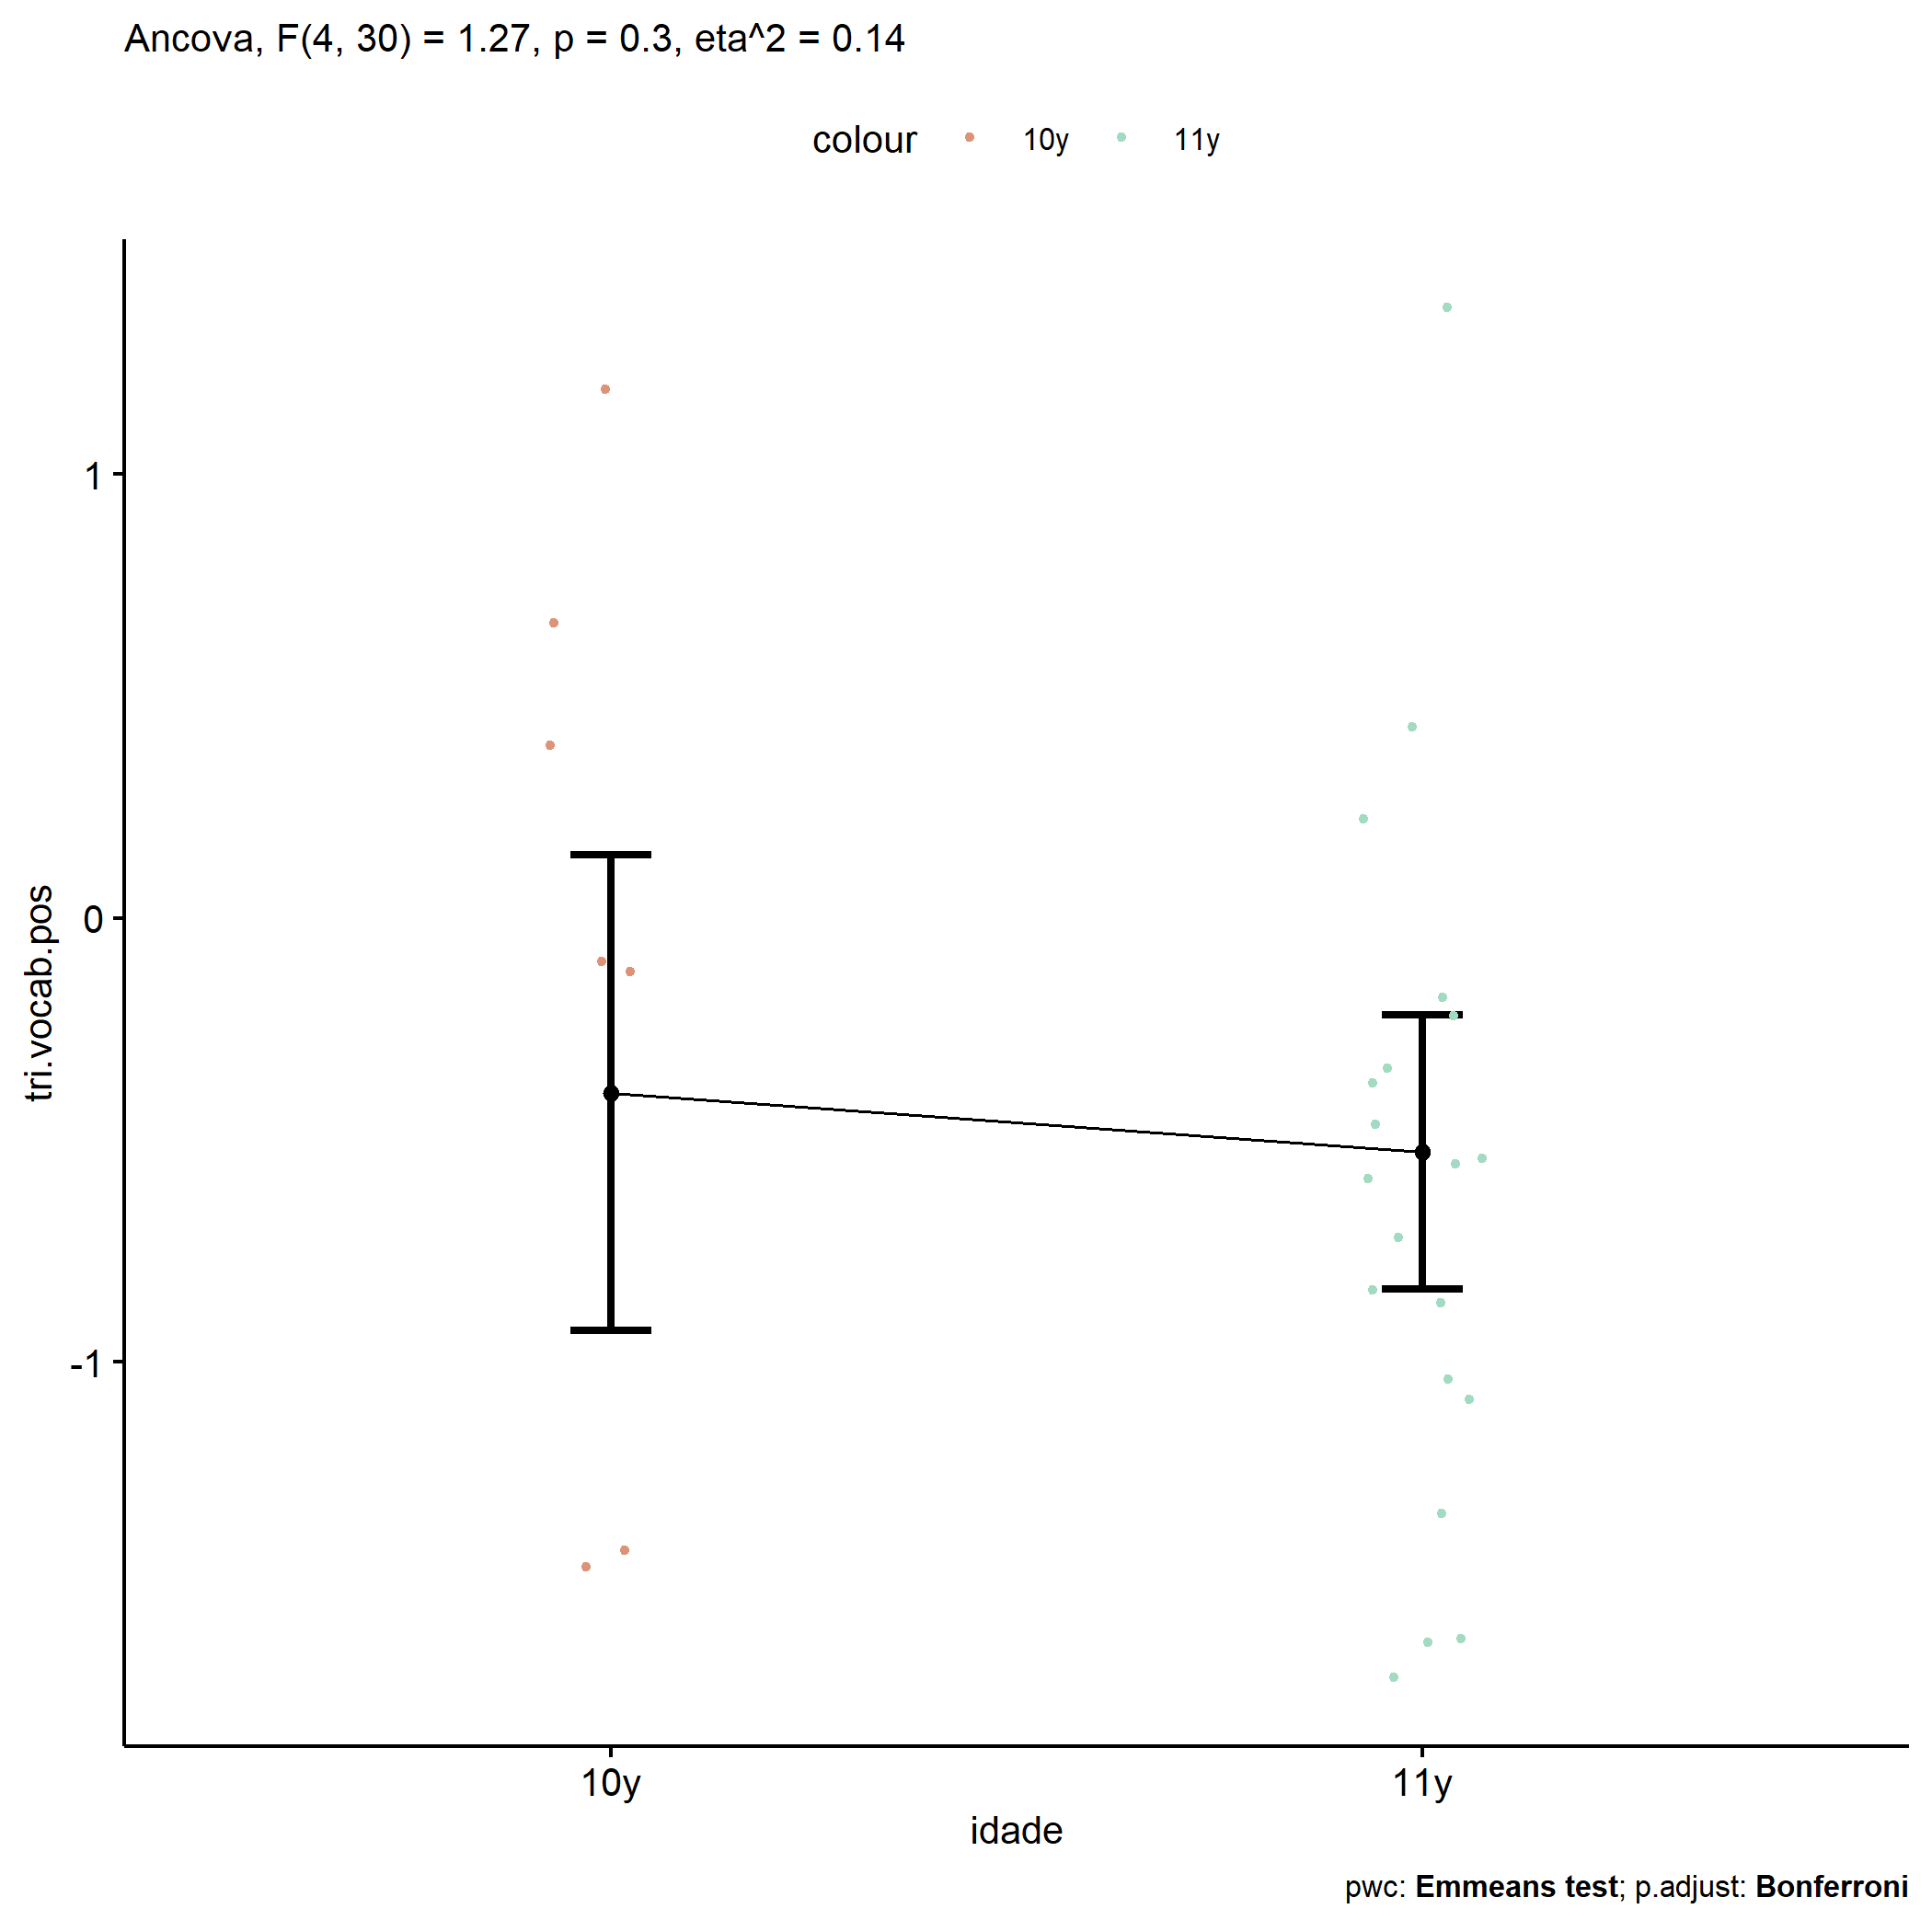 Ancova, F(4, 30) = 1.27, p = 0.3, eta^2 = 0.14
colour 10y 11y
1
0
-1
tri.vocab.pos
10y 11y
idade
pwc: Emmeans test; p.adjust: Bonferroni